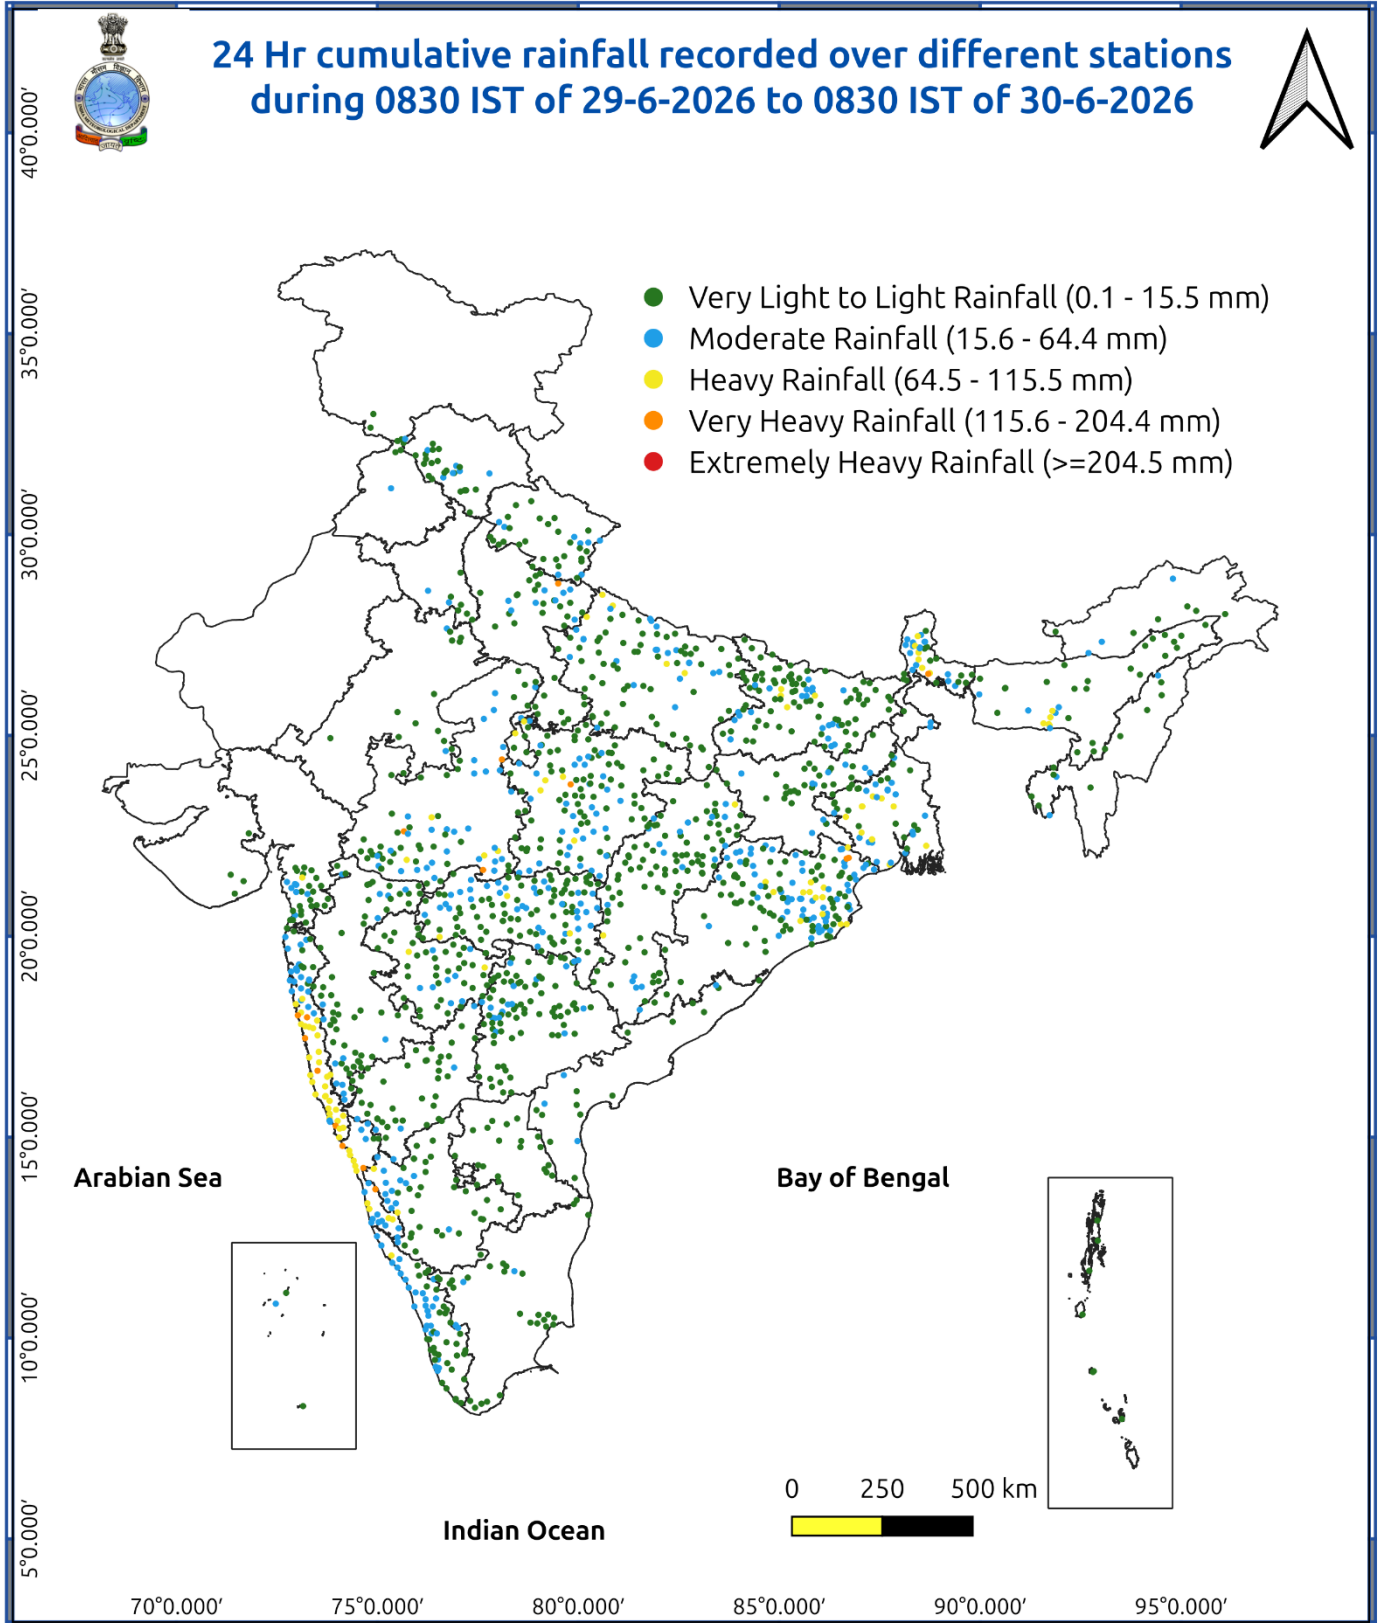 24 Hr cumulative rainfall recorded over different stations
during 0830 IST of 29-6-2026 to 0830 IST of 30-6-2026
Very Light to Light Rainfall (0.1 - 15.5 mm)
Moderate Rainfall (15.6 - 64.4 mm)
Heavy Rainfall (64.5 - 115.5 mm)
Very Heavy Rainfall (115.6 - 204.4 mm)
Extremely Heavy Rainfall (>=204.5 mm)
40°0.000′
35°0.000′
30°0.000′
25°0.000′
20°0.000′
15°0.000′
10°0.000′
5°0.000′
Arabian Sea
Bay of Bengal
Indian Ocean
0 250 500 km
70°0.000′ 75°0.000′ 80°0.000′ 85°0.000′ 90°0.000′ 95°0.000′